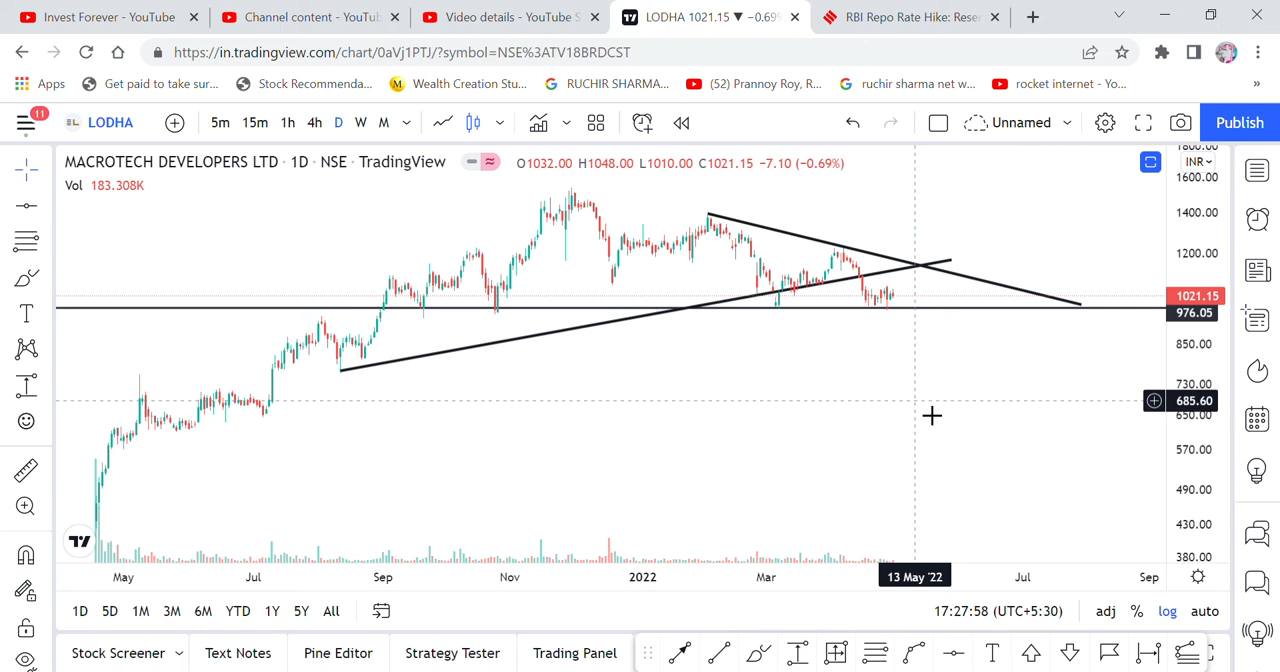 Invest Forever - YouTube
Channel content - YouTub
Video details - YouTube S
LODHA 1021.15 ▼ −0.69%
RBI Repo Rate Hike: Reser
https://in.tradingview.com/chart/0aVj1PTJ/?symbol=NSE%3ATV18BRDCST
Apps
Get paid to take sur...
Stock Recommenda...
Wealth Creation Stu...
RUCHIR SHARMA...
(52) Prannoy Roy, R...
ruchir sharma net w...
rocket internet - Yo...
»
11
LODHA
5m 15m 1h 4h D W M
Unnamed
Publish
MACROTECH DEVELOPERS LTD · 1D · NSE · TradingView
O1032.00 H1048.00 L1010.00 C1021.15 −7.10 (−0.69%)
INR
Vol 183.308K
1800.00
1600.00
1400.00
1200.00
1021.15
976.05
850.00
730.00
685.60
650.00
570.00
490.00
430.00
380.00
May Jul Sep Nov 2022 Mar 13 May '22 Jul Sep
1D 5D 1M 3M 6M YTD 1Y 5Y All
17:27:58 (UTC+5:30)
adj % log auto
Stock Screener
Text Notes
Pine Editor
Strategy Tester
Trading Panel